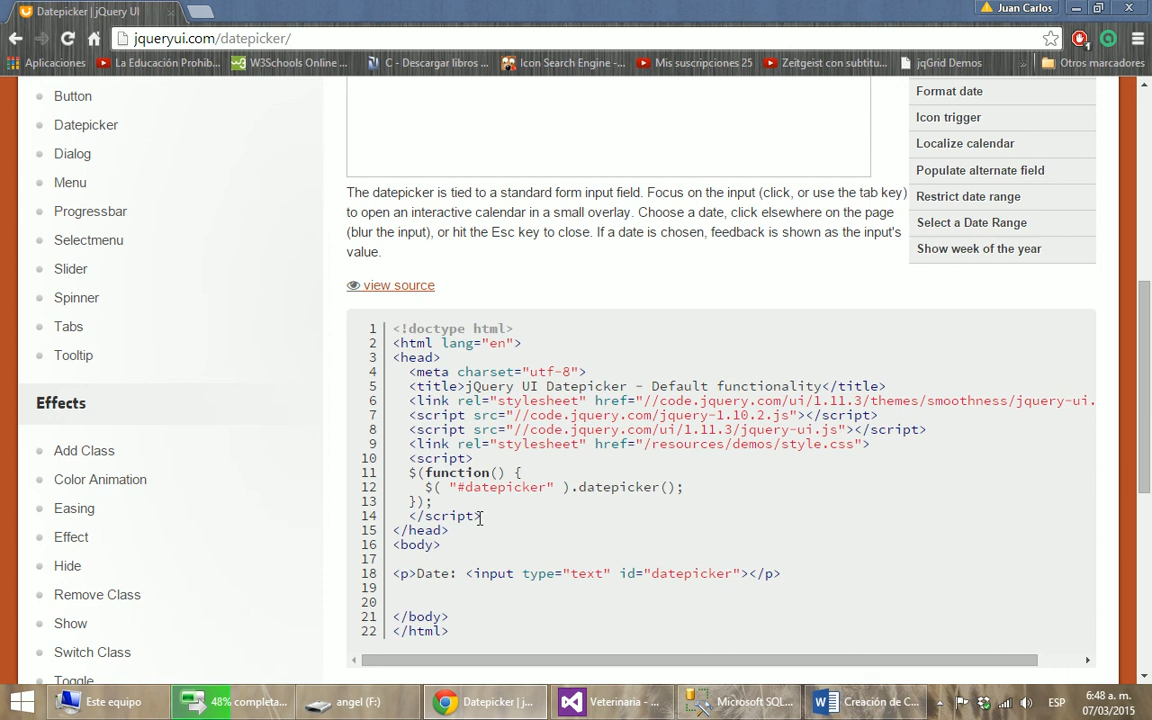 Datepicker | jQuery UI
Juan Carlos
jqueryui.com/datepicker/
1
Aplicaciones
La Educación Prohib...
W3Schools Online ...
C - Descargar libros ...
Icon Search Engine -...
Mis suscripciones 25
Zeitgeist con subtitu...
jqGrid Demos
Otros marcadores
Button
Datepicker
Dialog
Menu
Progressbar
Selectmenu
Slider
Spinner
Tabs
Tooltip
Effects
Add Class
Color Animation
Easing
Effect
Hide
Remove Class
Show
Switch Class
Toggle
The datepicker is tied to a standard form input field. Focus on the input (click, or use the tab key)
to open an interactive calendar in a small overlay. Choose a date, click elsewhere on the page
(blur the input), or hit the Esc key to close. If a date is chosen, feedback is shown as the input's
value.
view source
1 <!doctype html>
2 <html lang="en">
3 <head>
4 <meta charset="utf-8">
5 <title>jQuery UI Datepicker - Default functionality</title>
6 <link rel="stylesheet" href="//code.jquery.com/ui/1.11.3/themes/smoothness/jquery-ui.
7 <script src="//code.jquery.com/jquery-1.10.2.js"></script>
8 <script src="//code.jquery.com/ui/1.11.3/jquery-ui.js"></script>
9 <link rel="stylesheet" href="/resources/demos/style.css">
10 <script>
11 $(function() {
12 $( "#datepicker" ).datepicker();
13 });
14 </script>
15 </head>
16 <body>
17
18 <p>Date: <input type="text" id="datepicker"></p>
19
20
21 </body>
22 </html>
Format date
Icon trigger
Localize calendar
Populate alternate field
Restrict date range
Select a Date Range
Show week of the year
Este equipo
48% completa...
angel (F:)
Datepicker | j...
Veterinaria - ...
Microsoft SQL...
Creación de C...
ESP
6:48 a. m.
07/03/2015